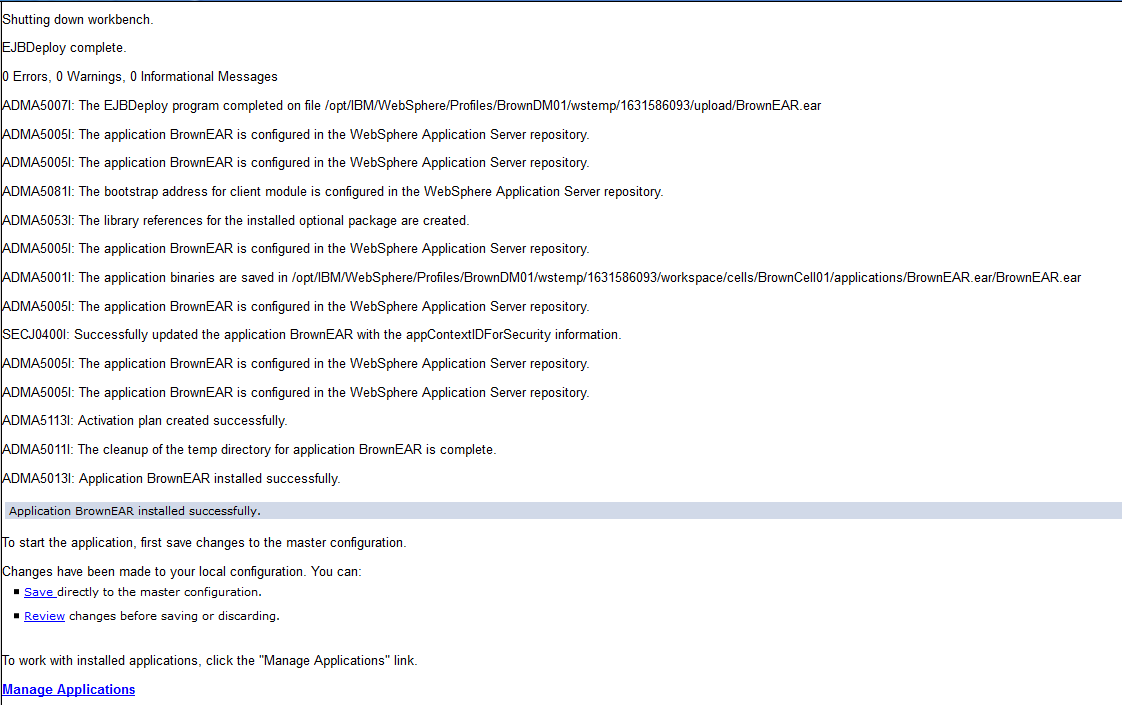 Shutting down workbench.
EJBDeploy complete.
0 Errors, 0 Warnings, 0 Informational Messages
ADMA5007I: The EJBDeploy program completed on file /opt/IBM/WebSphere/Profiles/BrownDM01/wstemp/1631586093/upload/BrownEAR.ear
ADMA5005I: The application BrownEAR is configured in the WebSphere Application Server repository.
ADMA5005I: The application BrownEAR is configured in the WebSphere Application Server repository.
ADMA5081I: The bootstrap address for client module is configured in the WebSphere Application Server repository.
ADMA5053I: The library references for the installed optional package are created.
ADMA5005I: The application BrownEAR is configured in the WebSphere Application Server repository.
ADMA5001I: The application binaries are saved in /opt/IBM/WebSphere/Profiles/BrownDM01/wstemp/1631586093/workspace/cells/BrownCell01/applications/BrownEAR.ear/BrownEAR.ear
ADMA5005I: The application BrownEAR is configured in the WebSphere Application Server repository.
SECJ0400I: Successfully updated the application BrownEAR with the appContextIDForSecurity information.
ADMA5005I: The application BrownEAR is configured in the WebSphere Application Server repository.
ADMA5005I: The application BrownEAR is configured in the WebSphere Application Server repository.
ADMA5113I: Activation plan created successfully.
ADMA5011I: The cleanup of the temp directory for application BrownEAR is complete.
ADMA5013I: Application BrownEAR installed successfully.
Application BrownEAR installed successfully.
To start the application, first save changes to the master configuration.
Changes have been made to your local configuration. You can:
Save directly to the master configuration.
Review changes before saving or discarding.
To work with installed applications, click the "Manage Applications" link.
Manage Applications